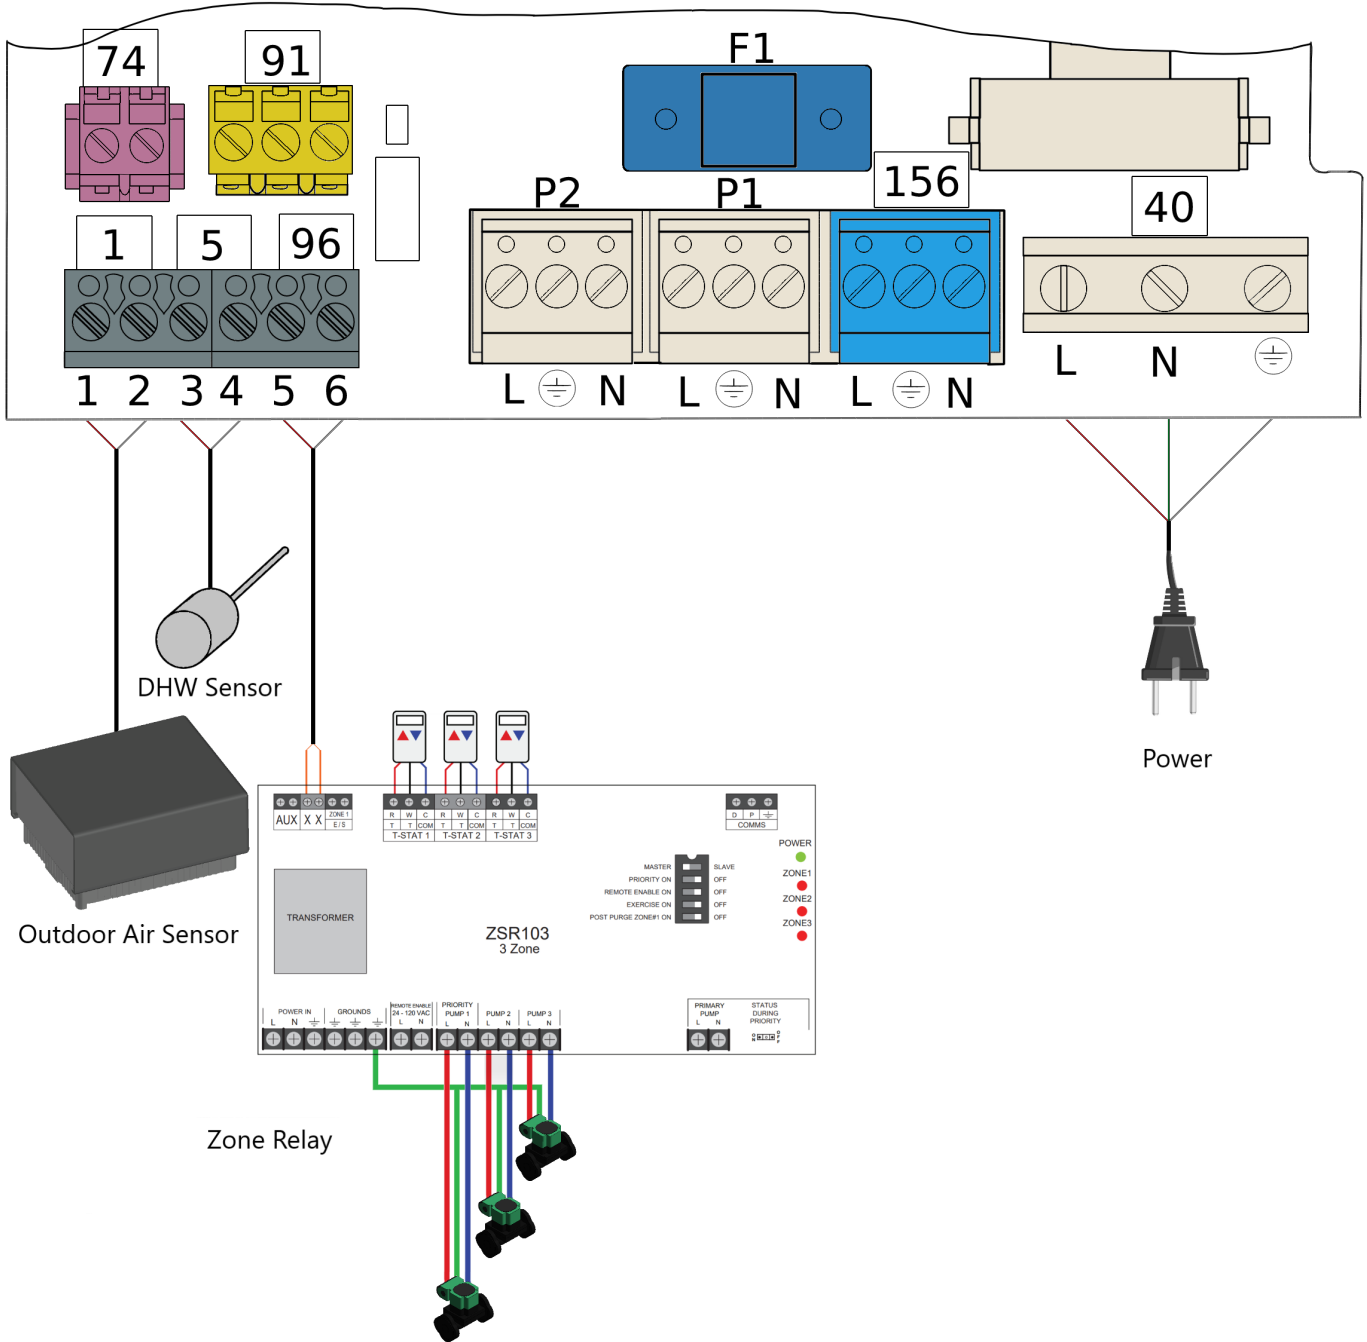 74 91 F1
P2 P1 156 40
1 5 96
L N L N L N L N
1 2 3 4 5 6
DHW Sensor
Outdoor Air Sensor
Power
AUX X X ZONE 1
E / S
R W C R W C R W C
T T COM T T COM T T COM
T-STAT 1 T-STAT 2 T-STAT 3
D P
COMMS
POWER
ZONE1
ZONE2
ZONE3
MASTER SLAVE
PRIORITY ON OFF
REMOTE ENABLE ON OFF
EXERCISE ON OFF
POST PURGE ZONE#1 ON OFF
TRANSFORMER
ZSR103
3 Zone
POWER IN
L N
GROUNDS
REMOTE ENABLE
24 - 120 VAC
L N
PRIORITY
PUMP 1
L N
PUMP 2
L N
PUMP 3
L N
PRIMARY
PUMP
L N
STATUS
DURING
PRIORITY
ON OFF
Zone Relay